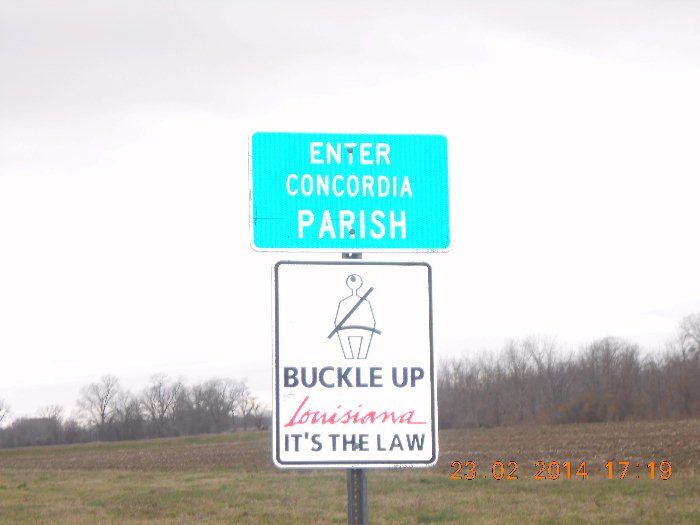 ENTER
CONCORDIA
PARISH
BUCKLE UP
Louisiana
IT'S THE LAW
23.02.2014 17:19